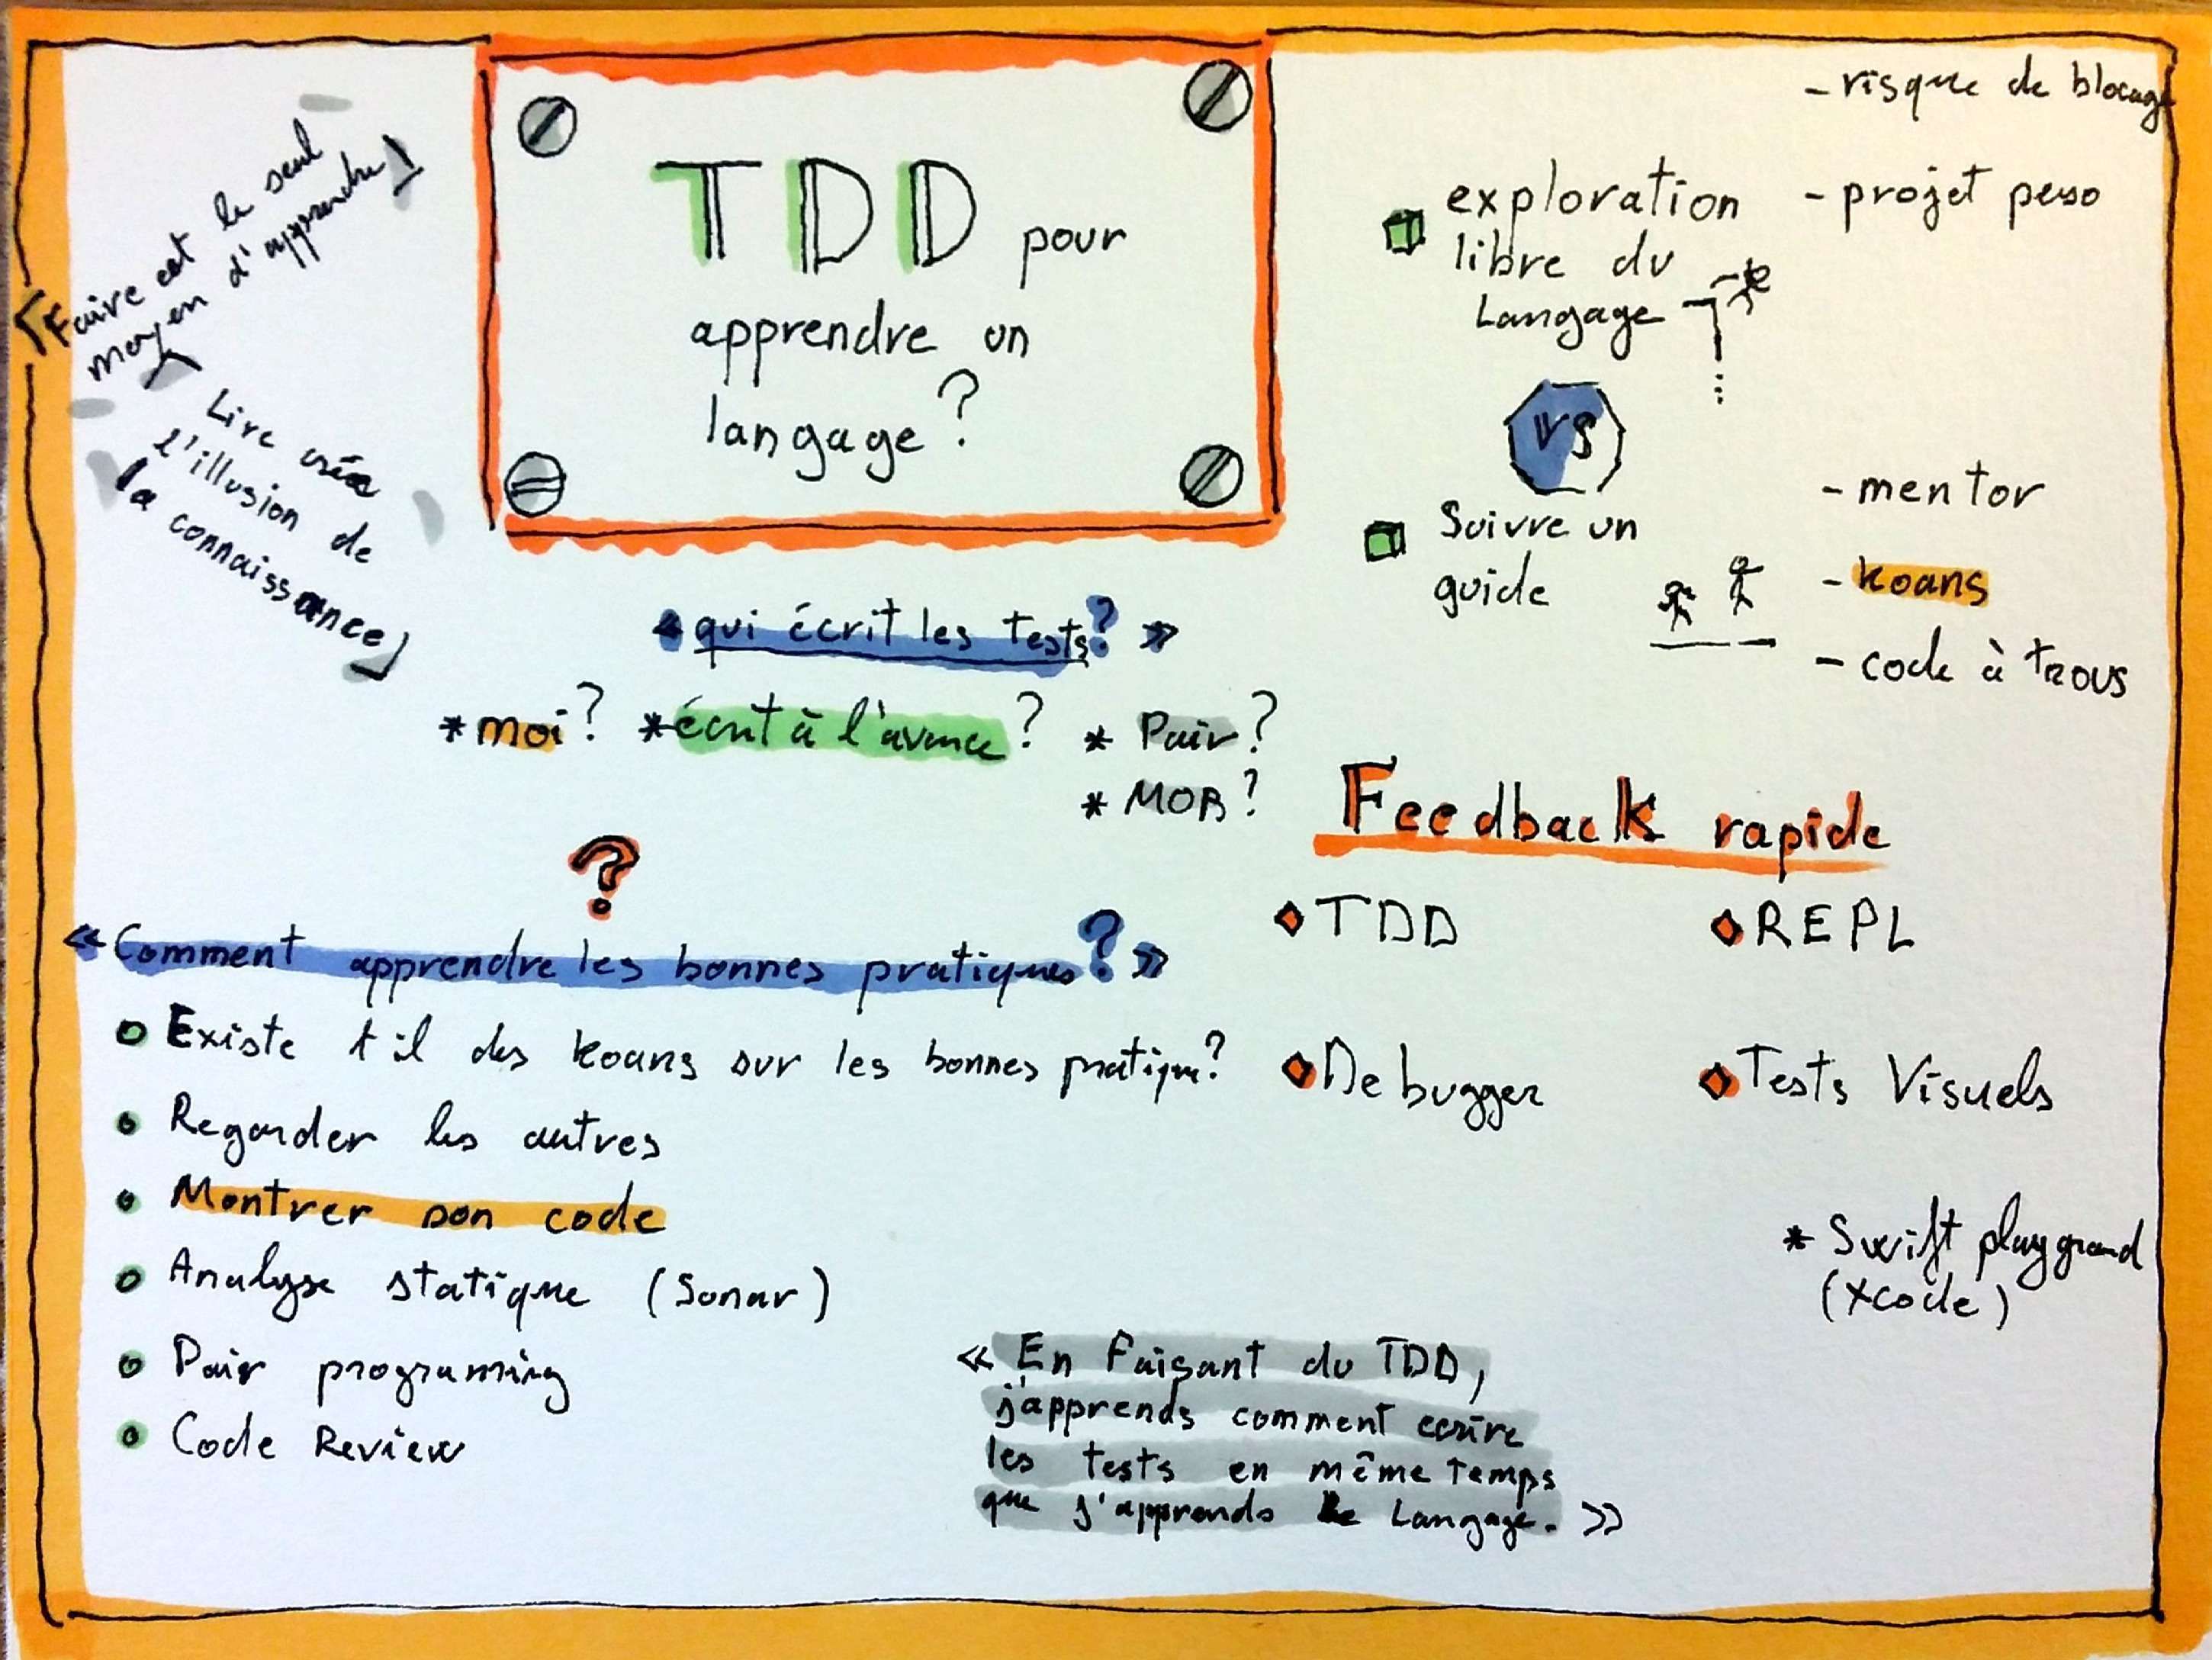 Faire est le seul
moyen d'apprendre !
Lire crée
l'illusion de
la connaissance
TDD pour
apprendre un
langage ?
- risque de blocage
exploration
libre du
Langage
- projet perso
VS
Suivre un
guide
- mentor
- koans
- code à trous
« qui écrit les tests ? »
* moi ? * écrit à l'avance ? * Pair ?
* MOB ?
Feedback rapide
TDD
REPL
Debugger
Tests Visuels
* Swift playground
(Xcode)
?
« Comment apprendre les bonnes pratiques ? »
Existe t il des koans sur les bonnes pratique ?
Regarder les autres
Montrer son code
Analyse statique (Sonar)
Pair programing
Code Review
« En Faisant du TDD,
j'apprends comment ecrire
les tests en même temps
que j'apprends le Langage. »